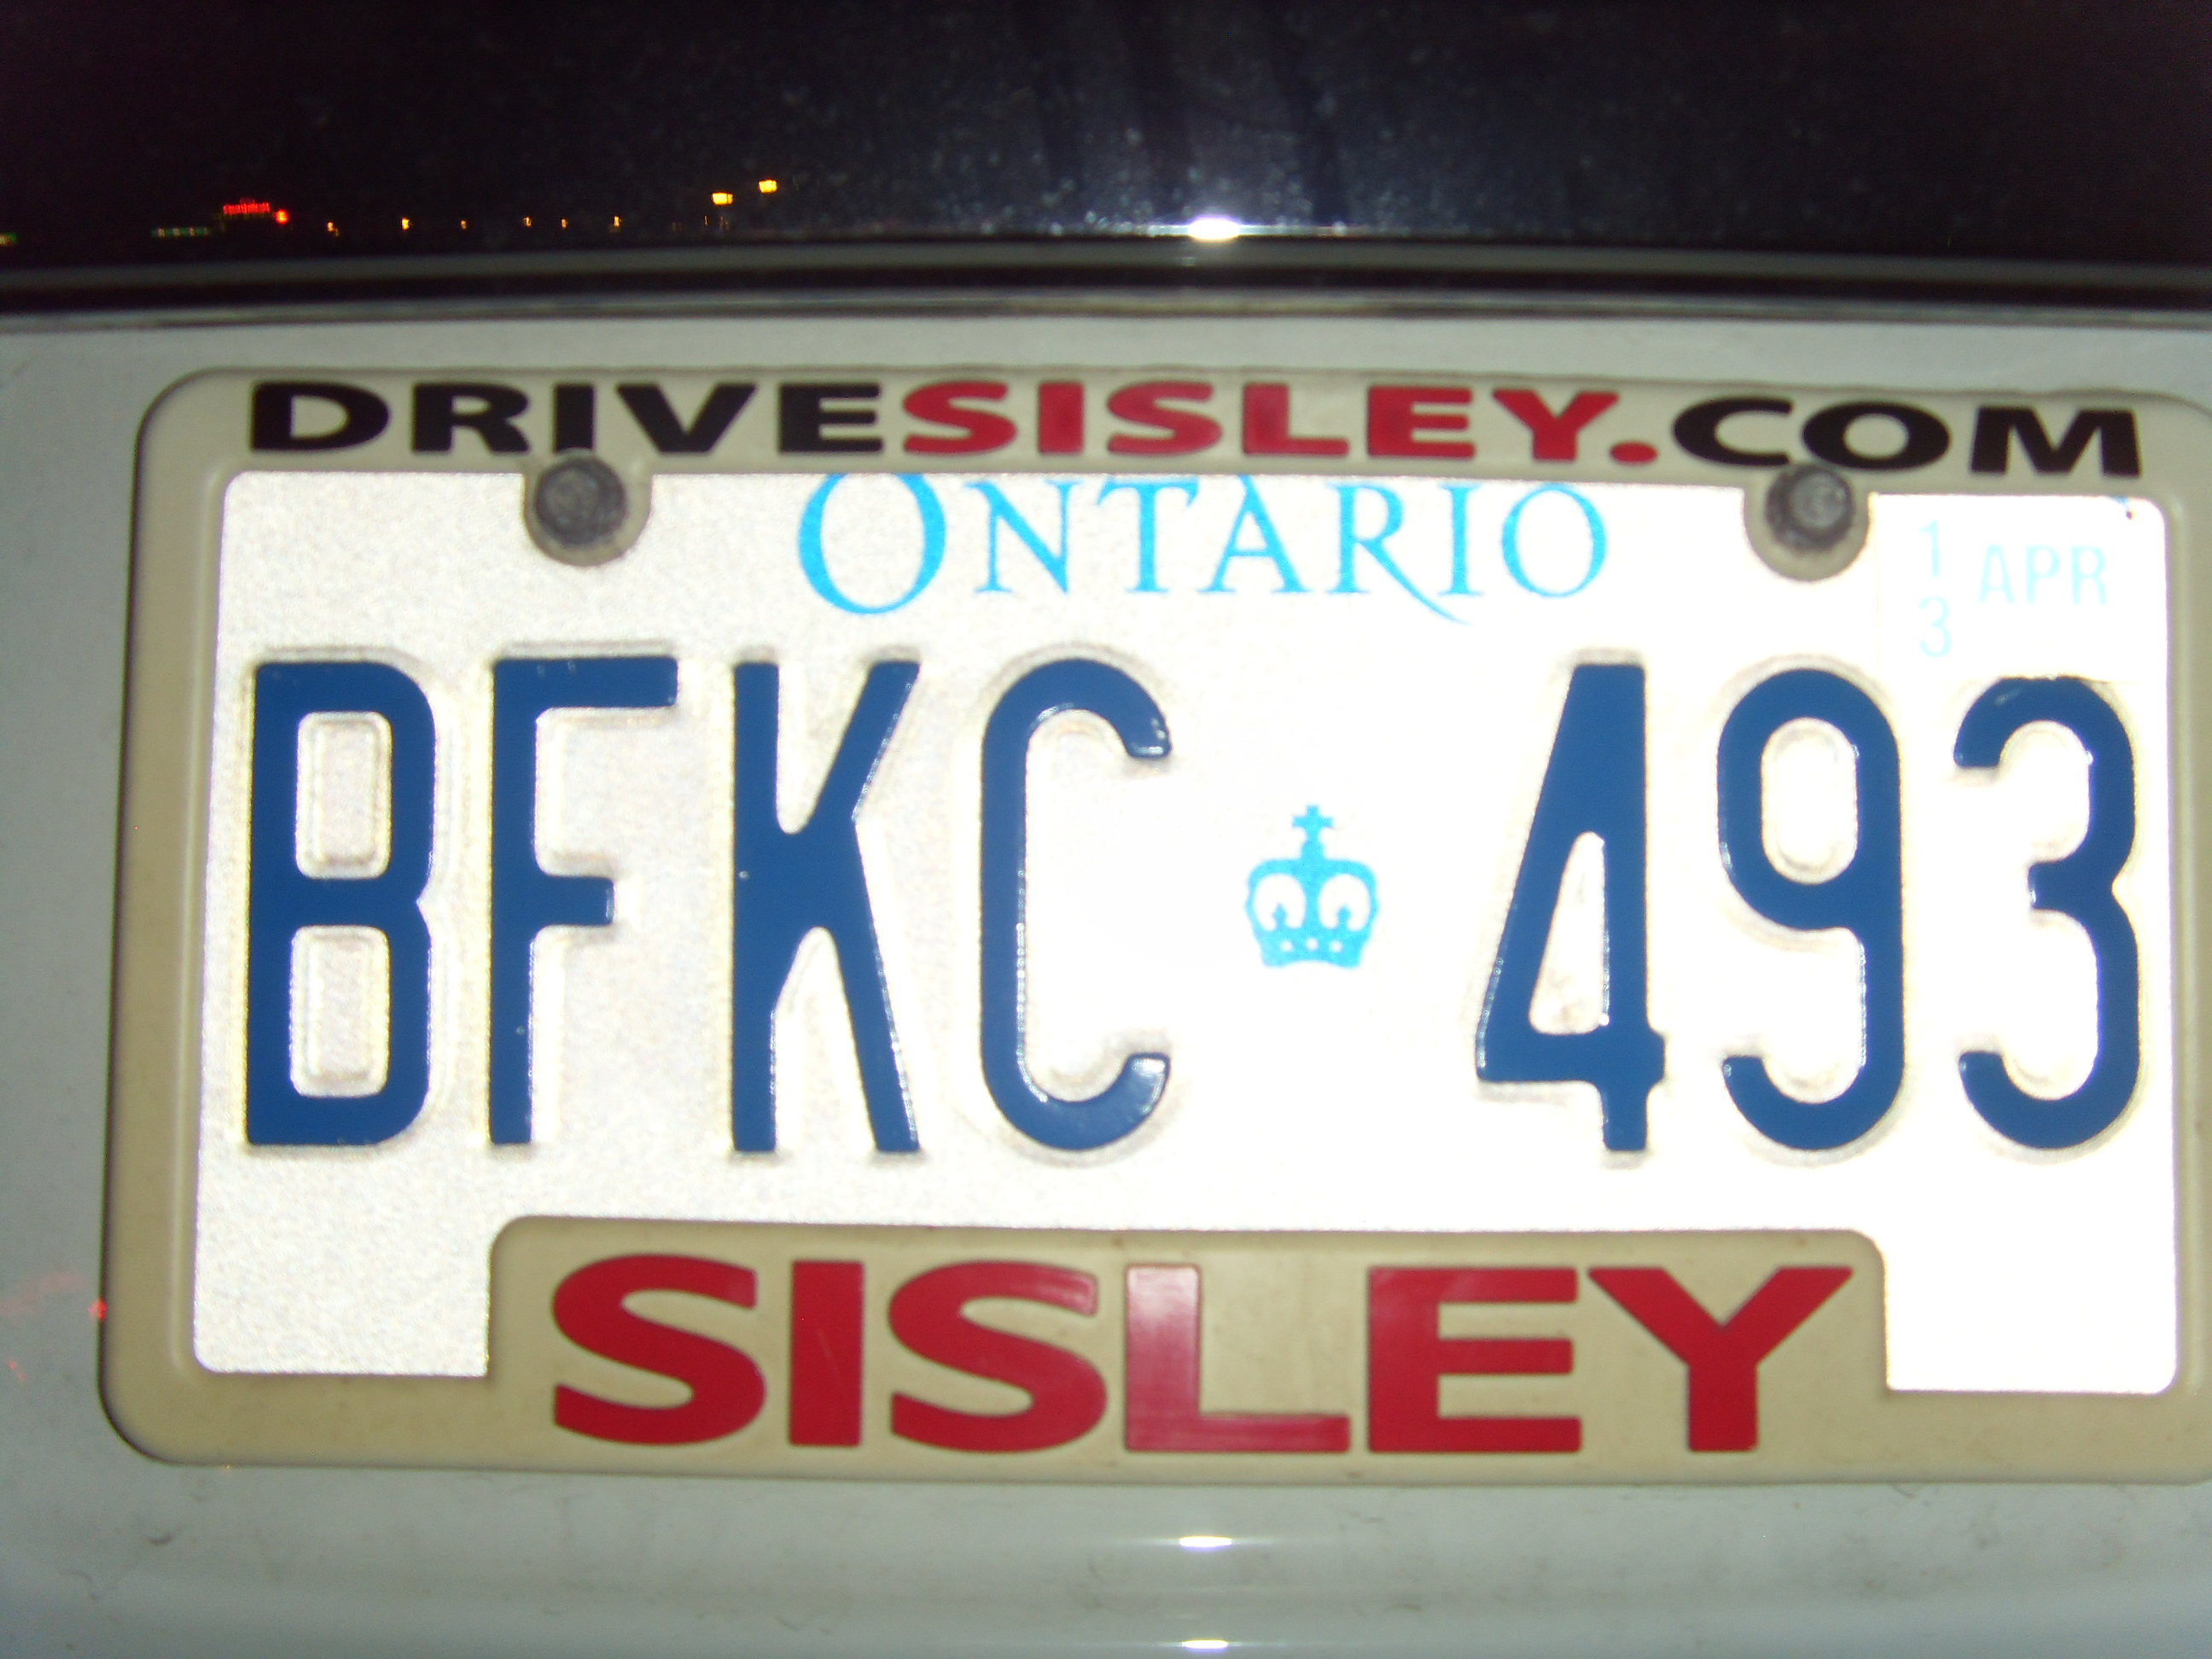 DRIVESISLEY.COM
ONTARIO
13 APR
BFKC 493
SISLEY